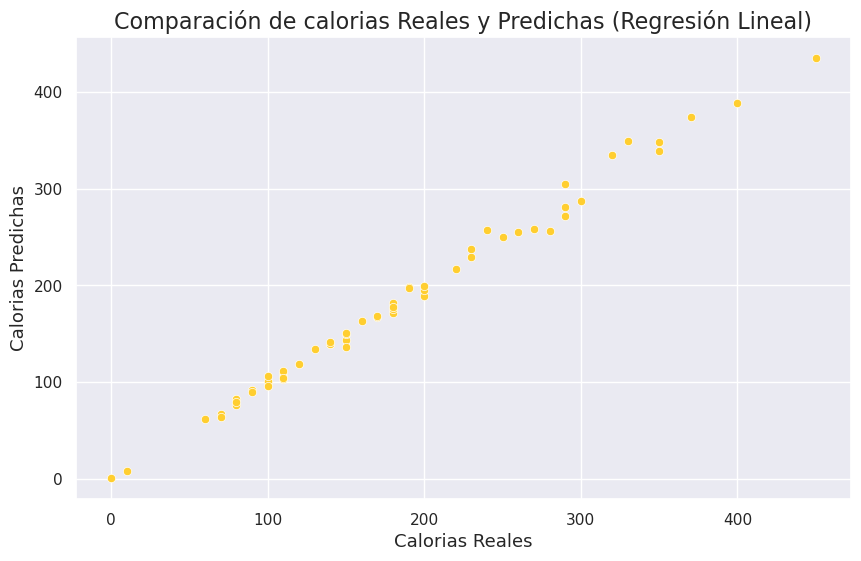 Comparación de calorias Reales y Predichas (Regresión Lineal)
Calorias Predichas
400
300
200
100
0
0 100 200 300 400
Calorias Reales